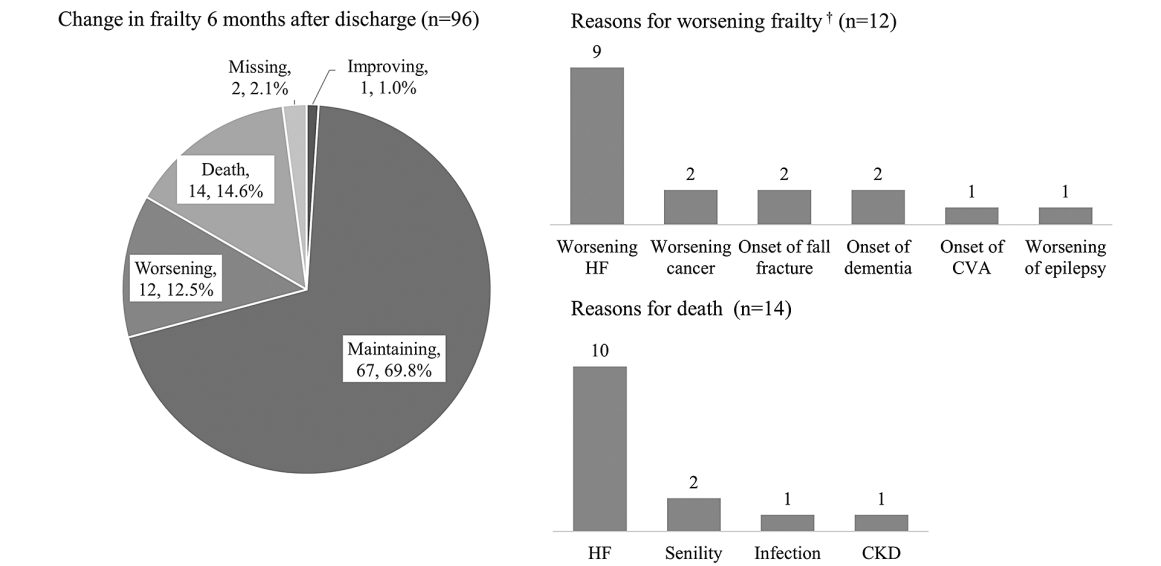 Change in frailty 6 months after discharge (n=96)
Missing,
2, 2.1%
Improving,
1, 1.0%
Death,
14, 14.6%
Worsening,
12, 12.5%
Maintaining,
67, 69.8%
Reasons for worsening frailty † (n=12)
9
2
2
2
1
1
Worsening
HF
Worsening
cancer
Onset of fall
fracture
Onset of
dementia
Onset of
CVA
Worsening
of epilepsy
Reasons for death (n=14)
10
2
1
1
HF
Senility
Infection
CKD